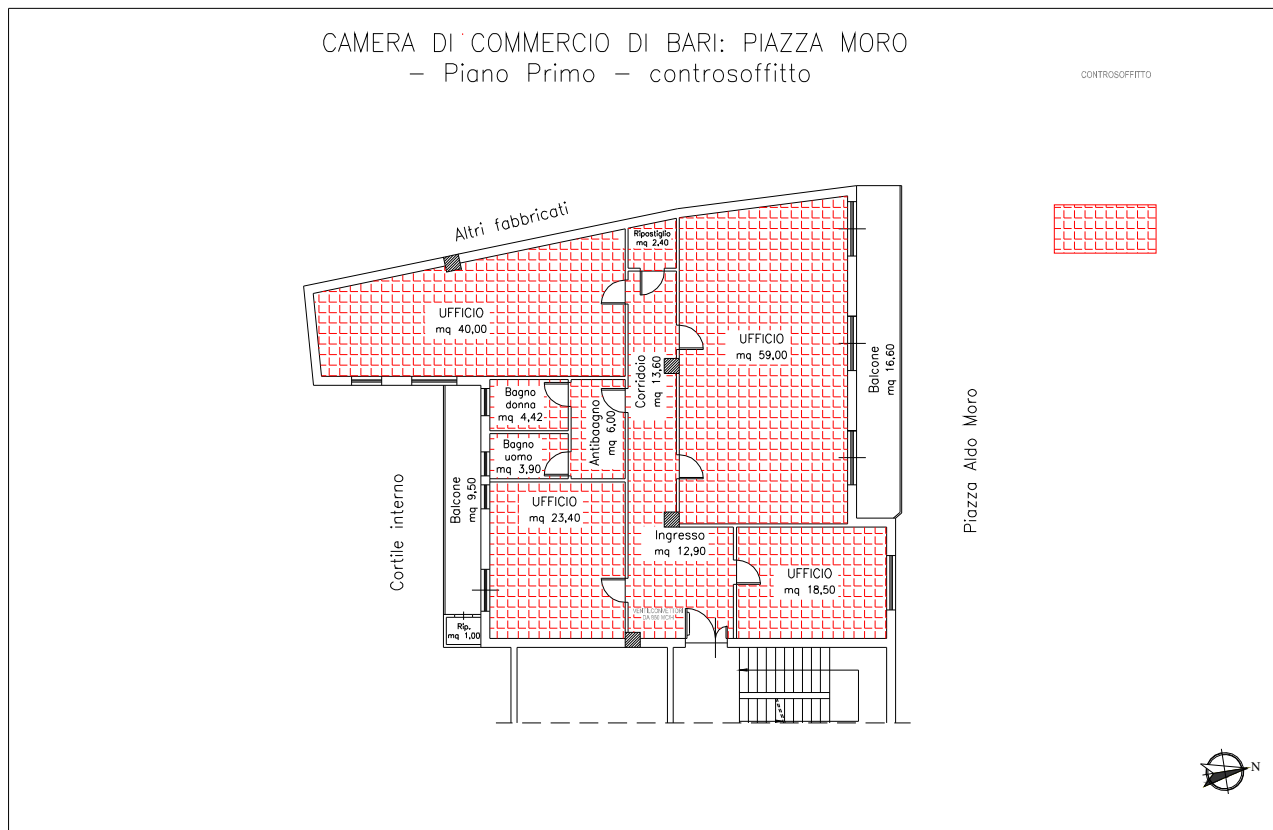 CAMERA DI COMMERCIO DI BARI: PIAZZA MORO
– Piano Primo – controsoffitto
CONTROSOFFITTO
Altri fabbricati
Ripostiglio
mq 2,40
UFFICIO
mq 40,00
UFFICIO
mq 59,00
Balcone
mq 16,60
Corridoio
mq 13,60
Bagno
donna
mq 4,42
Antibaagno
mq 6,00
Bagno
uomo
mq 3,90
Piazza Aldo Moro
Cortile interno
Balcone
mq 9,50
UFFICIO
mq 23,40
Ingresso
mq 12,90
UFFICIO
mq 18,50
VENTILCONVETTORI
Rip.
mq 1,00
N